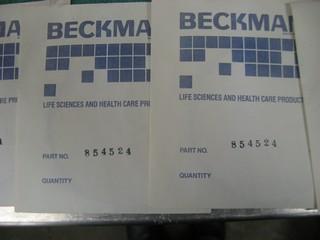 BECKMA
LIFE SCIENCES AND HEALTH CARE PRO
PART NO. 854524
QUANTITY
BECKMA
LIFE SCIENCES AND HEALTH CARE PRODUCT
PART NO. 854524
QUANTITY